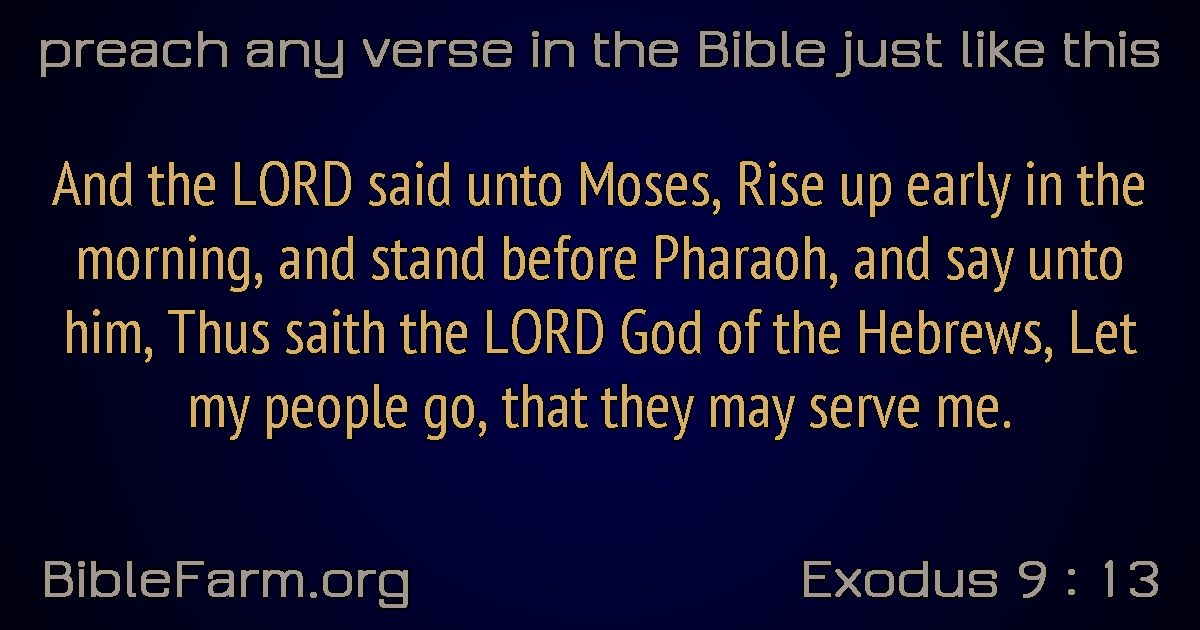 preach any verse in the Bible just like this
And the LORD said unto Moses, Rise up early in the
morning, and stand before Pharaoh, and say unto
him, Thus saith the LORD God of the Hebrews, Let
my people go, that they may serve me.
BibleFarm.org
Exodus 9 : 13